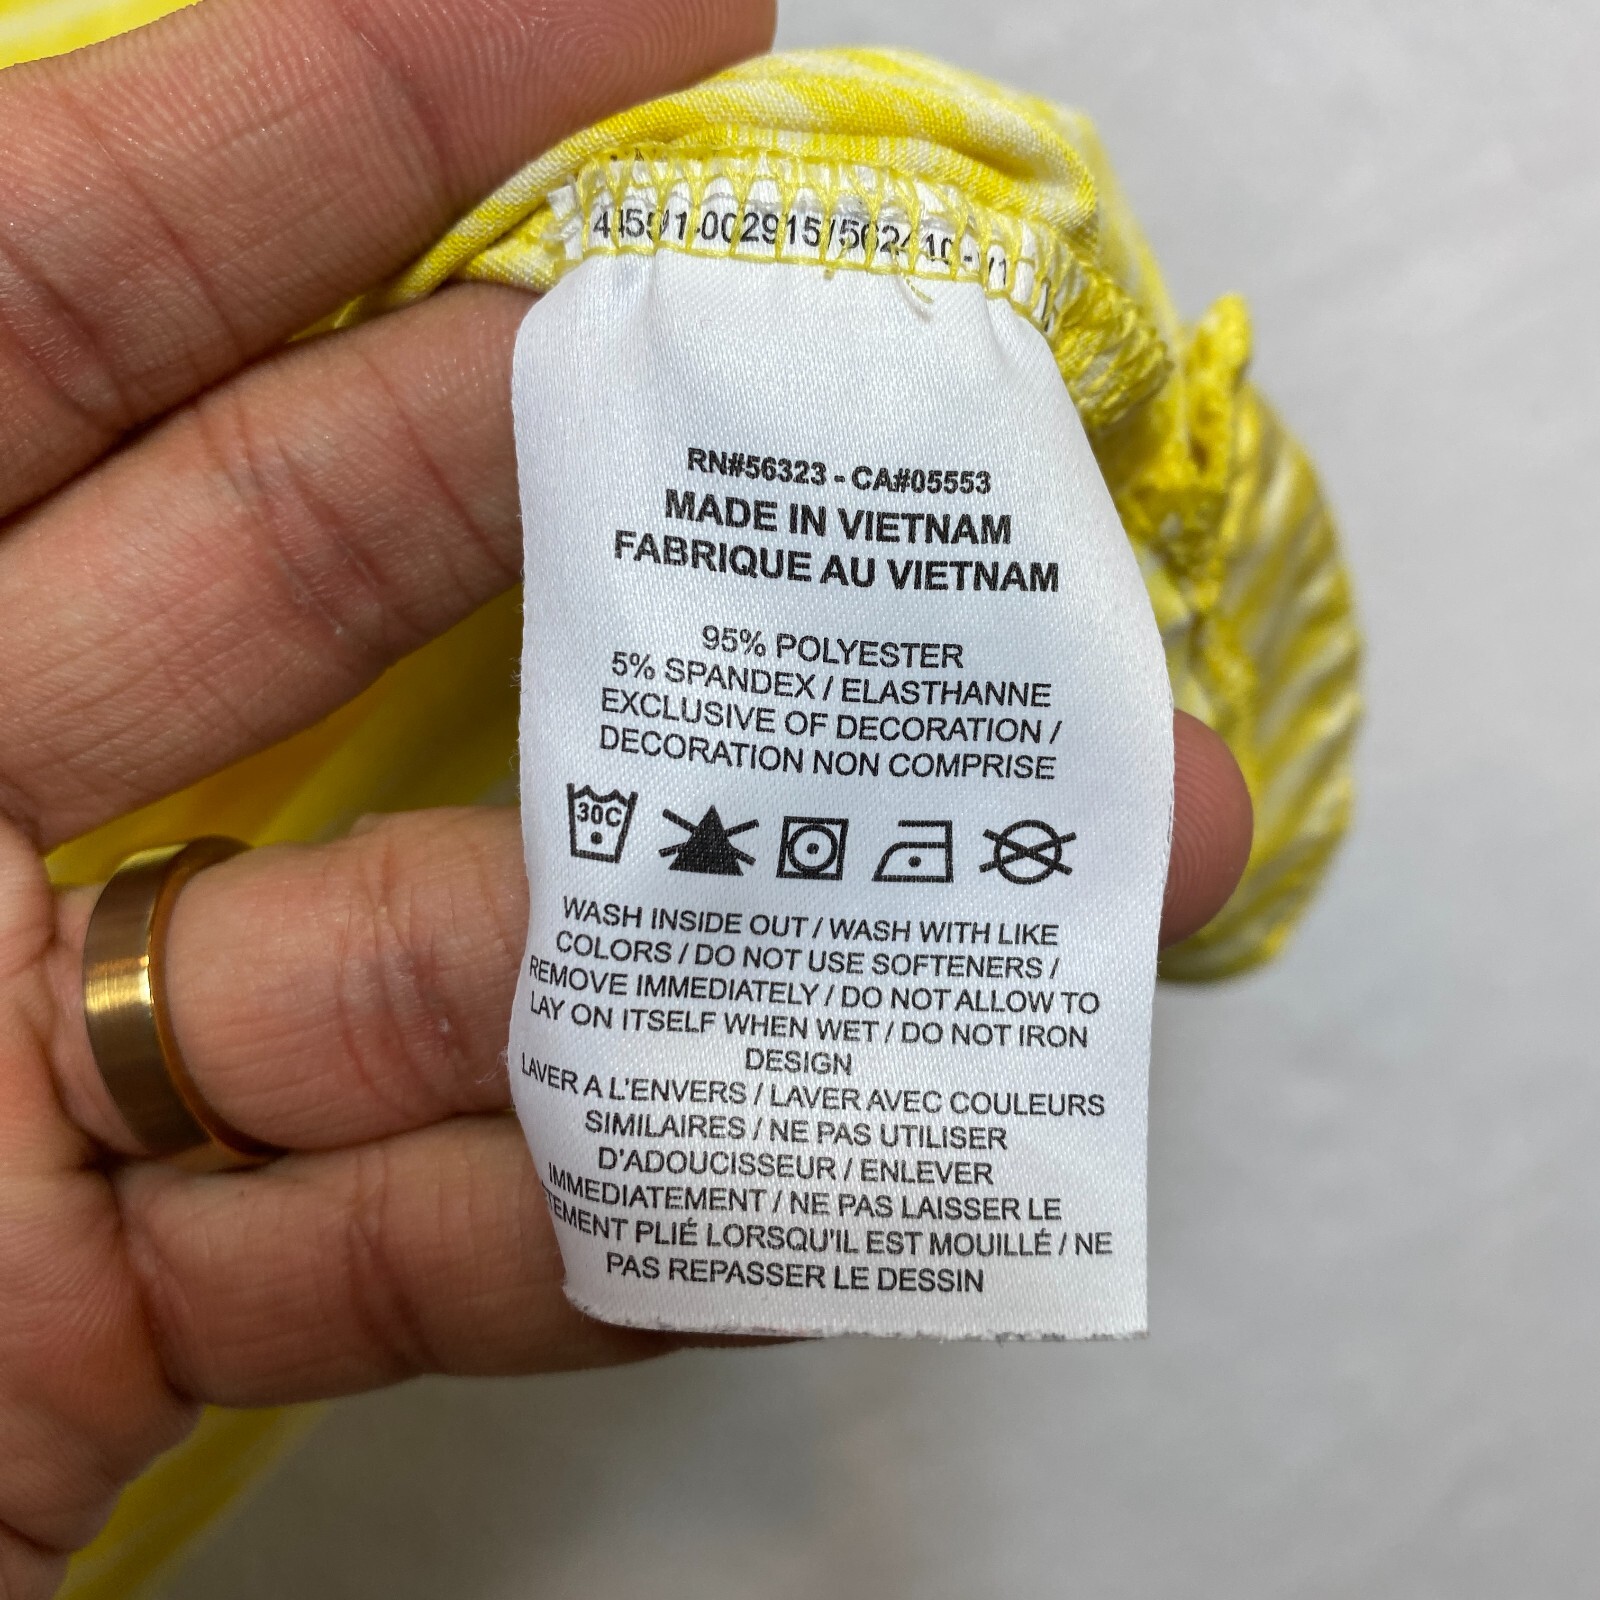 RN#56323 - CA#05553
MADE IN VIETNAM
FABRIQUE AU VIETNAM
95% POLYESTER
5% SPANDEX / ELASTHANNE
EXCLUSIVE OF DECORATION /
DECORATION NON COMPRISE
30C
WASH INSIDE OUT / WASH WITH LIKE
COLORS / DO NOT USE SOFTENERS /
REMOVE IMMEDIATELY / DO NOT ALLOW TO
LAY ON ITSELF WHEN WET / DO NOT IRON
DESIGN
LAVER A L'ENVERS / LAVER AVEC COULEURS
SIMILAIRES / NE PAS UTILISER
D'ADOUCISSEUR / ENLEVER
IMMEDIATEMENT / NE PAS LAISSER LE
PLIÉ LORSQU'IL EST MOUILLÉ / NE
PAS REPASSER LE DESSIN